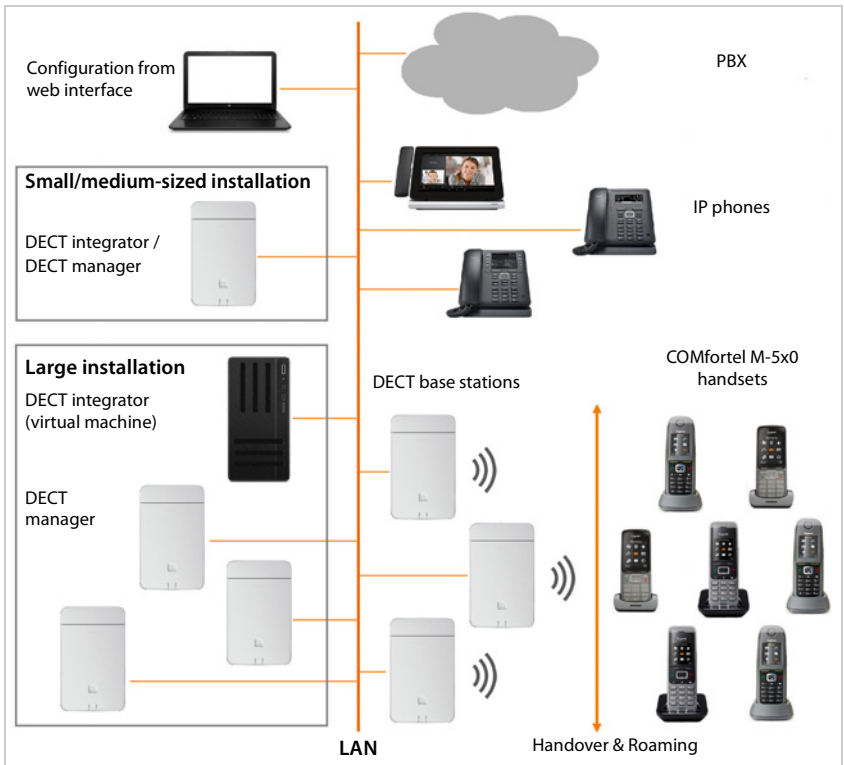 Configuration from
web interface
PBX
Small/medium-sized installation
DECT integrator /
DECT manager
IP phones
Large installation
DECT integrator
(virtual machine)
DECT
manager
DECT base stations
COMfortel M-5x0
handsets
LAN
Handover & Roaming